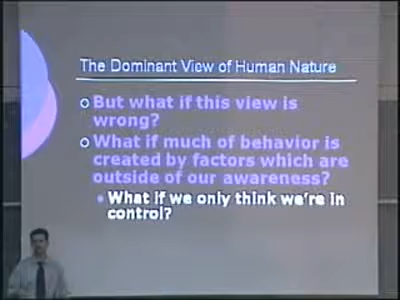 The Dominant View of Human Nature
But what if this view is
wrong?
What if much of behavior is
created by factors which are
outside of our awareness?
What if we only think we're in
control?